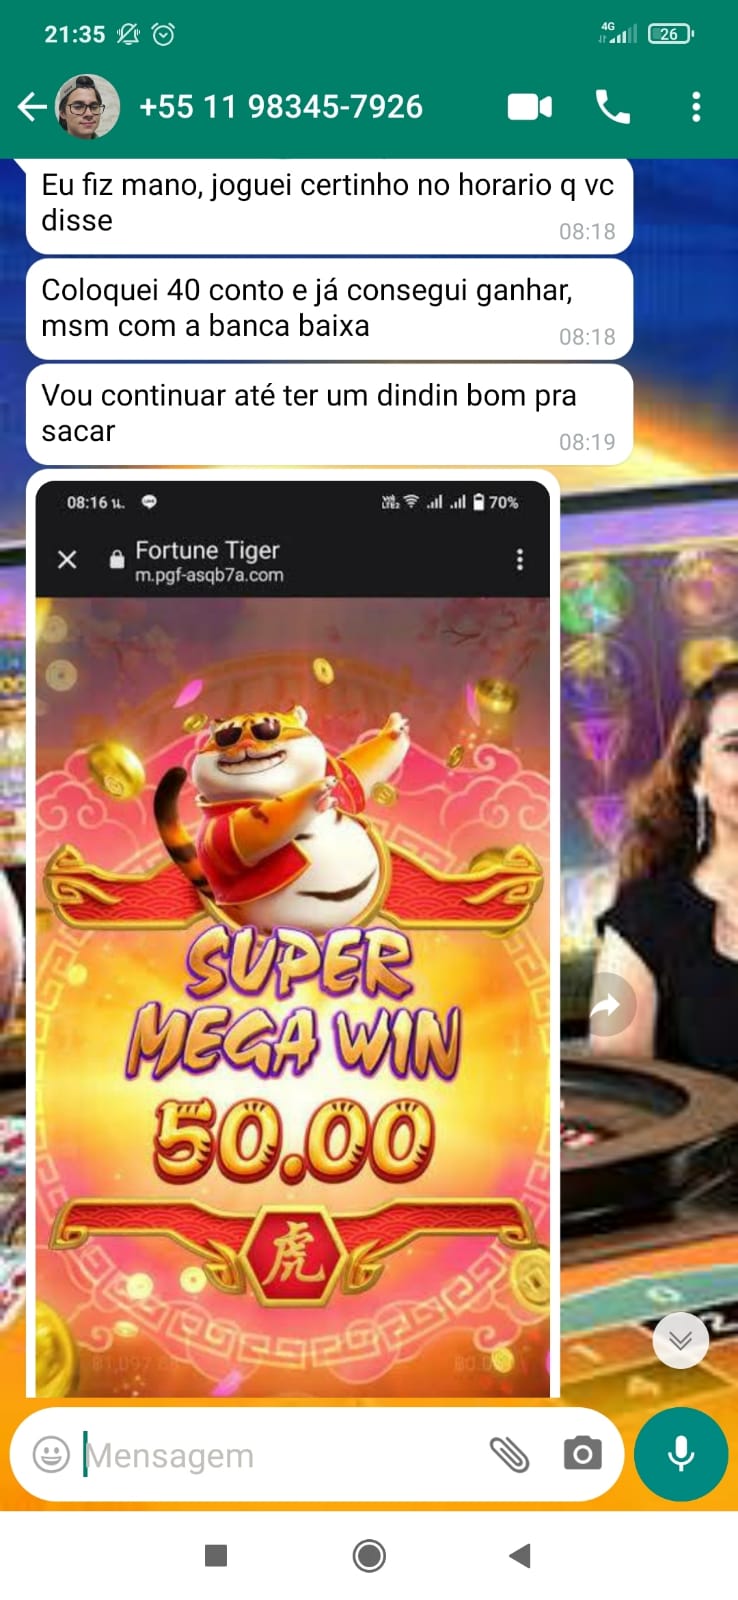 21:35
4G
26
+55 11 98345-7926
Eu fiz mano, joguei certinho no horario q vc
disse
08:18
Coloquei 40 conto e já consegui ganhar,
msm com a banca baixa
08:18
Vou continuar até ter um dindin bom pra
sacar
08:19
08:16 น.
70%
Fortune Tiger
m.pgf-asqb7a.com
SUPER
MEGA WIN
50.00
虎
Mensagem